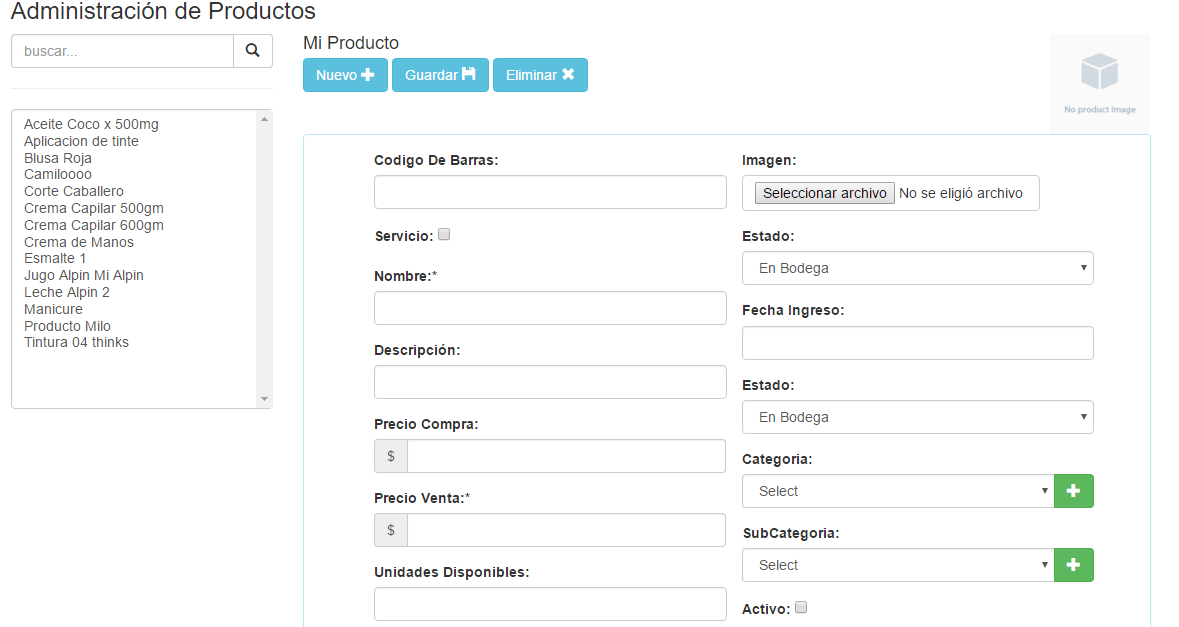 Administración de Productos
buscar...
Aceite Coco x 500mg
Aplicacion de tinte
Blusa Roja
Camiloooo
Corte Caballero
Crema Capilar 500gm
Crema Capilar 600gm
Crema de Manos
Esmalte 1
Jugo Alpin Mi Alpin
Leche Alpin 2
Manicure
Producto Milo
Tintura 04 thinks
Mi Producto
Nuevo
Guardar
Eliminar
No product image
Codigo De Barras:
Servicio:
Nombre:*
Descripción:
Precio Compra:
$
Precio Venta:*
$
Unidades Disponibles:
Imagen:
Seleccionar archivo No se eligió archivo
Estado:
En Bodega
Fecha Ingreso:
Estado:
En Bodega
Categoria:
Select
SubCategoria:
Select
Activo: